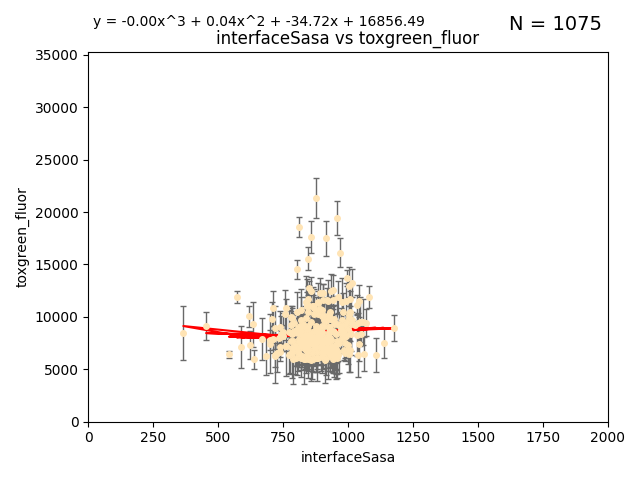 y = -0.00x^3 + 0.04x^2 + -34.72x + 16856.49
N = 1075
interfaceSasa vs toxgreen_fluor
35000
30000
25000
20000
15000
10000
5000
0
toxgreen_fluor
0 250 500 750 1000 1250 1500 1750 2000
interfaceSasa